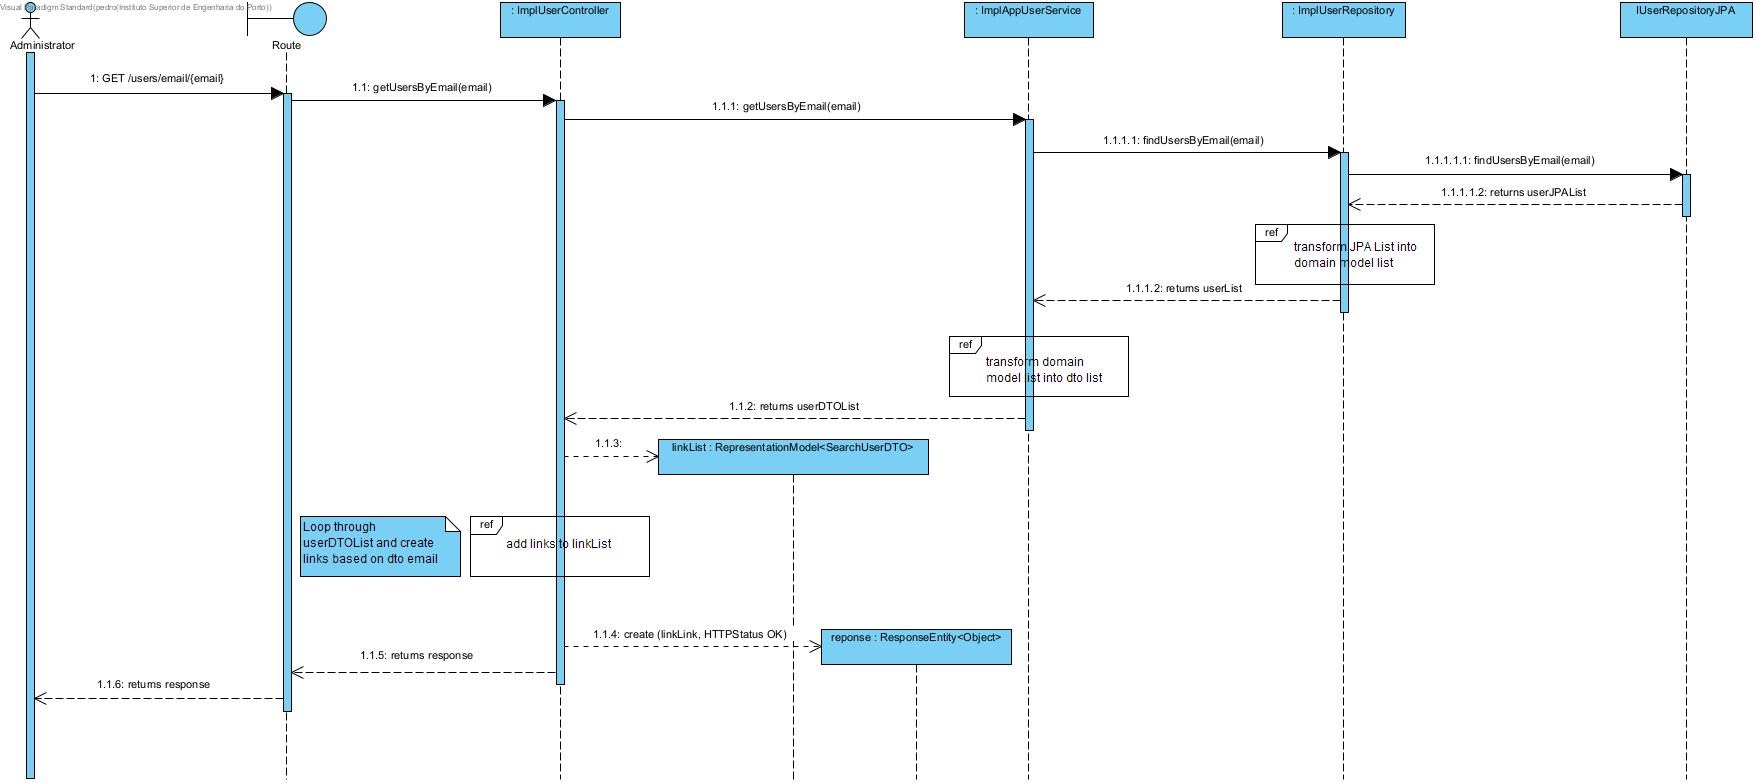 Visual Paradigm Standard(pedro(Instituto Superior de Engenharia do Porto))
: ImplUserController
: ImplAppUserService
: ImplUserRepository
IUserRepositoryJPA
Administrator
Route
1: GET /users/email/{email}
1.1: getUsersByEmail(email)
1.1.1: getUsersByEmail(email)
1.1.1.1: findUsersByEmail(email)
1.1.1.1.1: findUsersByEmail(email)
1.1.1.1.2: returns userJPAList
ref
transform JPA List into
domain model list
1.1.1.2: returns userList
ref
transform domain
model list into dto list
1.1.2: returns userDTOList
1.1.3:
linkList : RepresentationModel<SearchUserDTO>
Loop through
userDTOList and create
links based on dto email
ref
add links to linkList
1.1.4: create (linkLink, HTTPStatus OK)
reponse : ResponseEntity<Object>
1.1.5: returns response
1.1.6: returns response